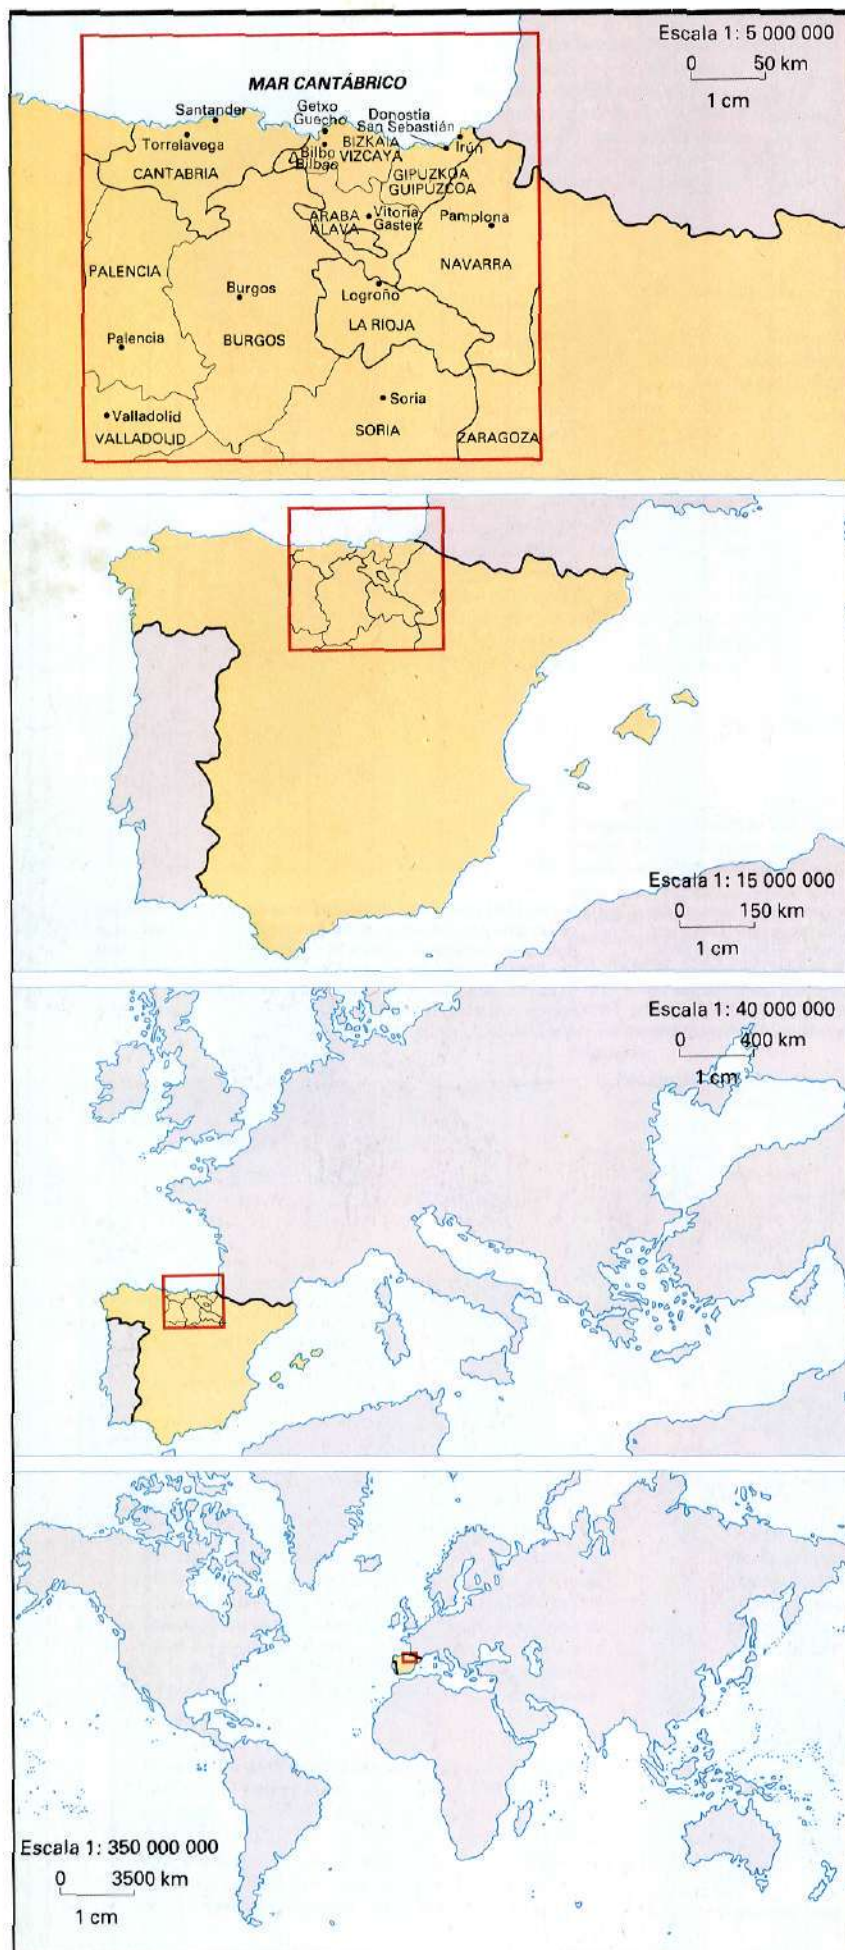 Escala 1: 5 000 000
0 50 km
1 cm
MAR CANTÁBRICO
Santander
Torrelavega
CANTABRIA
Getxo
Guecho
Bilbo
Bilbao
BIZKAIA
VIZCAYA
Donostia
San Sebastián
Irún
GIPUZKOA
GUIPUZCOA
ARABA
ALAVA
Vitoria
Gasteiz
Pamplona
NAVARRA
PALENCIA
Palencia
Burgos
BURGOS
Logroño
LA RIOJA
Valladolid
VALLADOLID
Soria
SORIA
ZARAGOZA
Escala 1: 15 000 000
0 150 km
1 cm
Escala 1: 40 000 000
0 400 km
1 cm
Escala 1: 350 000 000
0 3500 km
1 cm